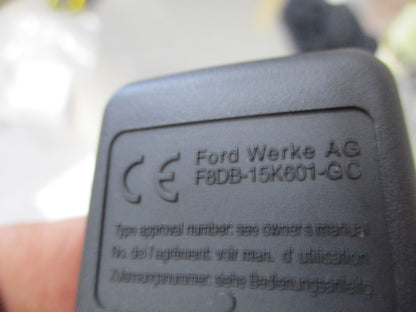 CE
Ford Werke AG
F8DB-15K601-GC
Type approval number: see owner's manual
No. de l'agrément: voir man. d' utilisation
Zulassungsnummer: siehe Bedienungsanleitung